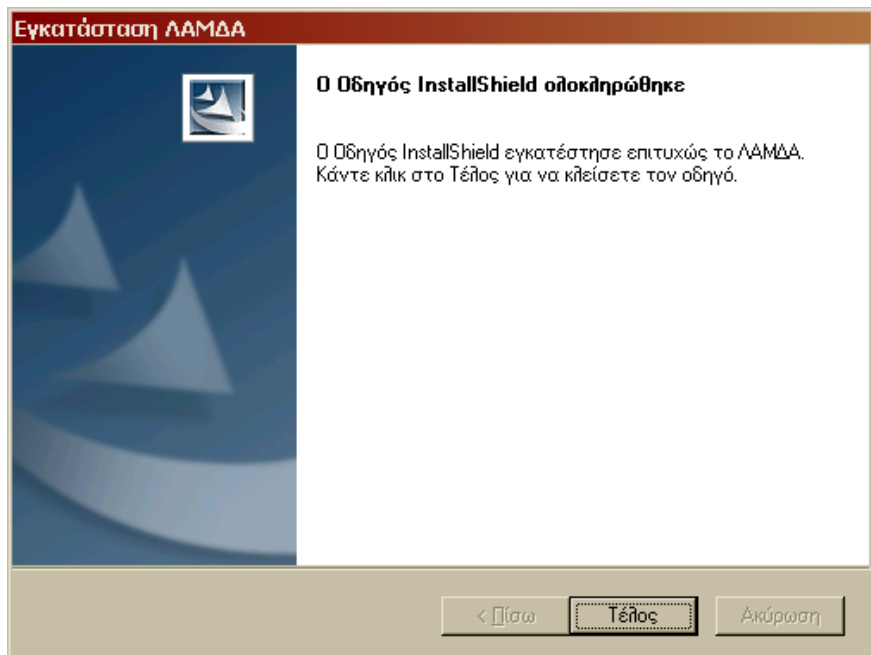 Εγκατάσταση ΛΑΜΔΑ
Ο Οδηγός InstallShield ολοκληρώθηκε
Ο Οδηγός InstallShield εγκατέστησε επιτυχώς το ΛΑΜΔΑ.
Κάντε κλικ στο Τέλος για να κλείσετε τον οδηγό.
< Πίσω Τέλος Ακύρωση